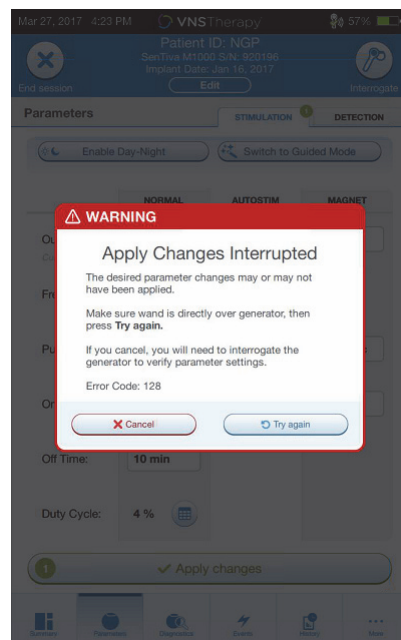 Mar 27, 2017 4:23 PM VNSTherapy 57%
Patient ID: NGP
SenTiva M1000 S/N: 920196
Implant Date: Jan 16, 2017
End session Edit Interrogate
Parameters STIMULATION 1 DETECTION
Enable Day-Night Switch to Guided Mode
NORMAL AUTOSTIM MAGNET
WARNING
Apply Changes Interrupted
The desired parameter changes may or may not
have been applied.
Make sure wand is directly over generator, then
press Try again.
If you cancel, you will need to interrogate the
generator to verify parameter settings.
Error Code: 128
Cancel Try again
Off Time: 10 min
Duty Cycle: 4 %
1 Apply changes
Summary Parameters Diagnostics Events History More